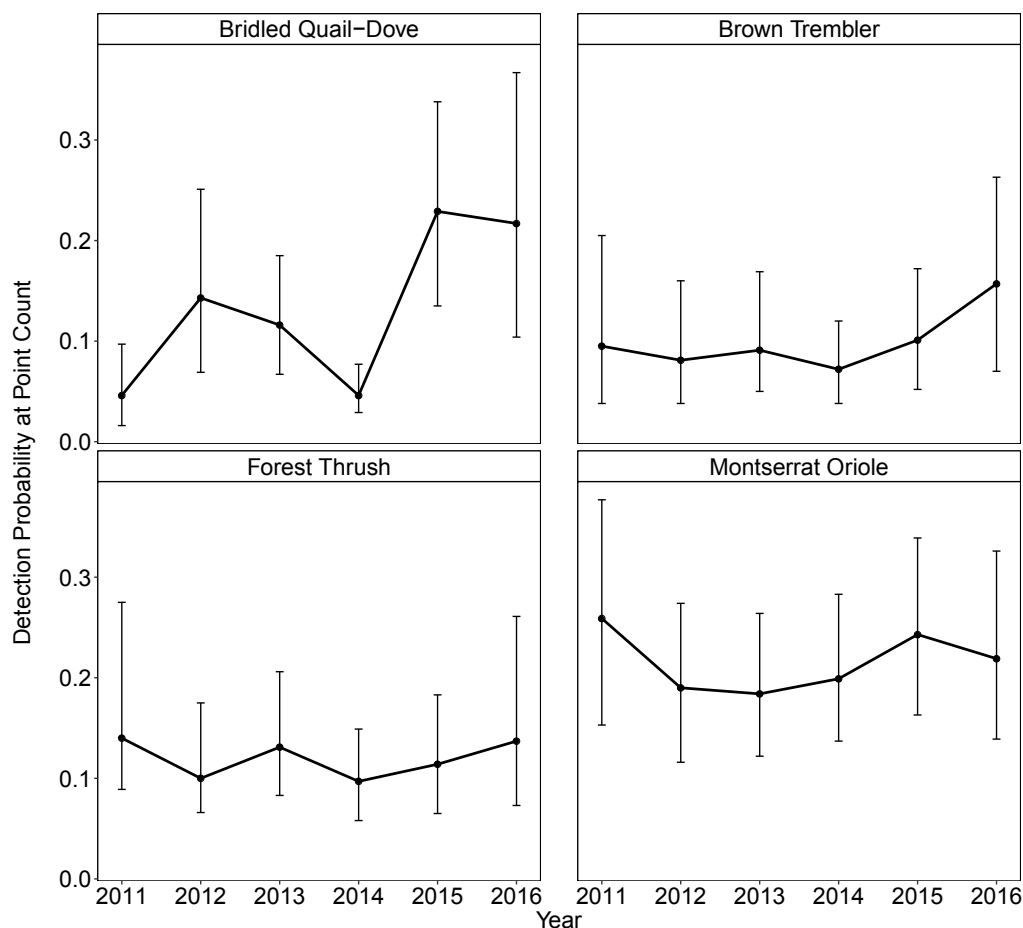 Bridled Quail−Dove
Brown Trembler
0.3
0.2
0.1
0.0
Forest Thrush
Montserrat Oriole
0.3
0.2
0.1
0.0
2011 2012 2013 2014 2015 2016
2011 2012 2013 2014 2015 2016
Year
Detection Probability at Point Count